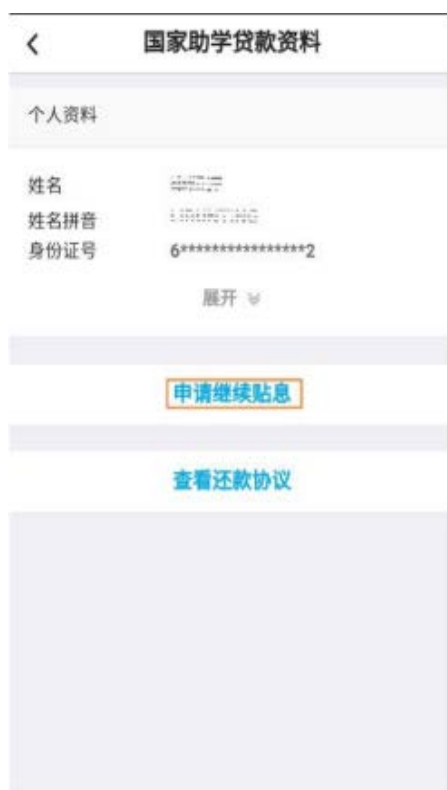 国家助学贷款资料
个人资料
姓名
姓名拼音
身份证号 6****************2
展开
申请继续贴息
查看还款协议